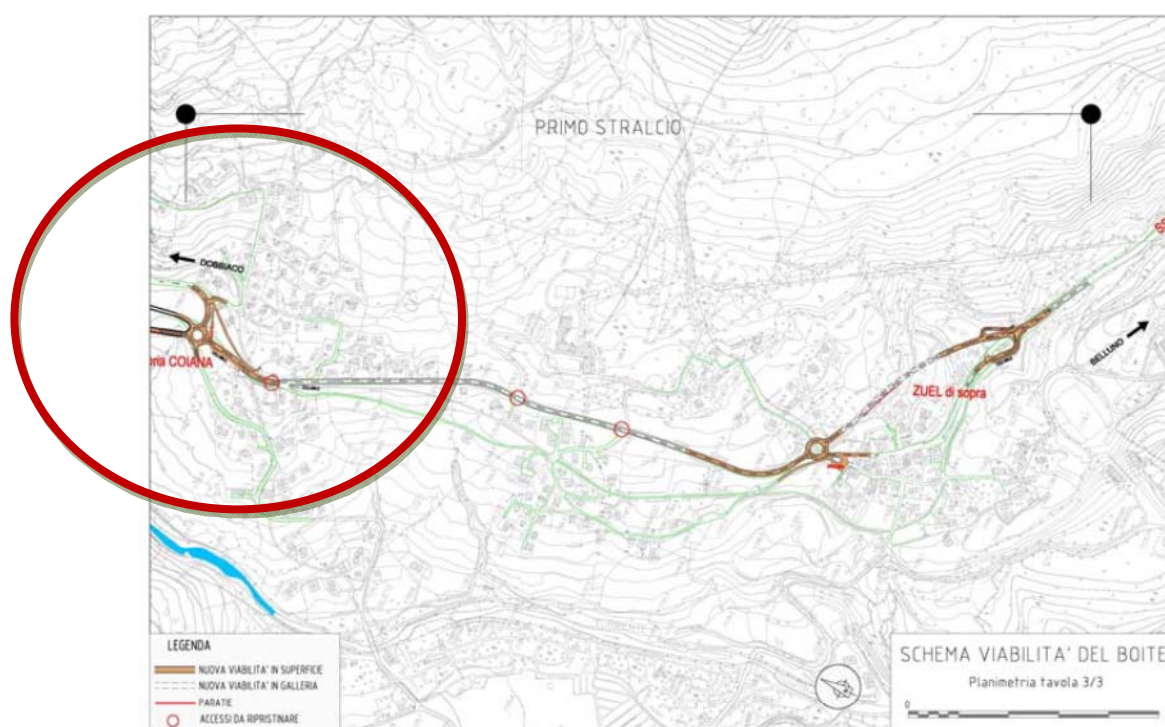 PRIMO STRALCIO
DOBBIACO
oria COIANA
ZUEL di sopra
BELLUNO
LEGENDA
NUOVA VIABILITA' IN SUPERFICIE
NUOVA VIABILITA' IN GALLERIA
PARATIE
ACCESSI DA RIPRISTINARE
SCHEMA VIABILITA' DEL BOITE
Planimetria tavola 3/3
0